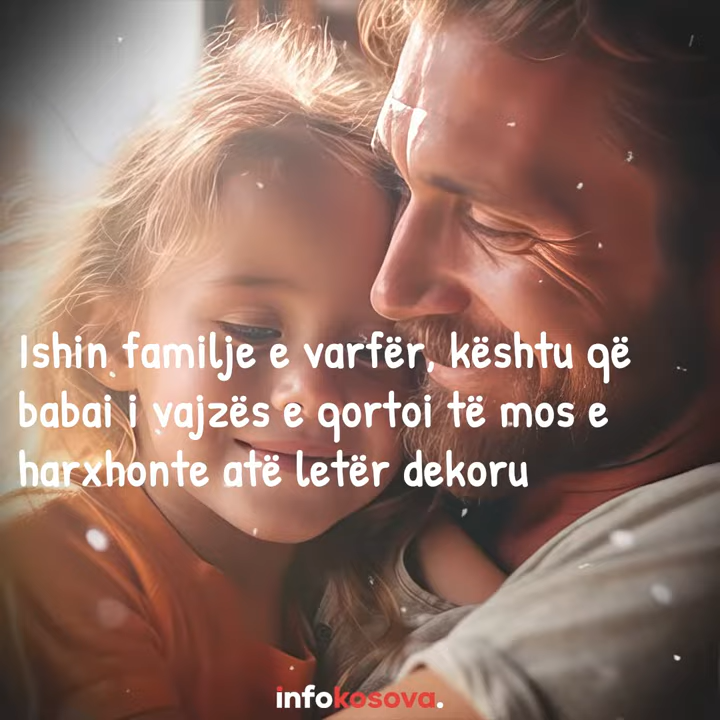 Ishin familje e varfër, kështu që
babai i vajzës e qortoi të mos e
harxhonte atë letër dekoru
infokosova.